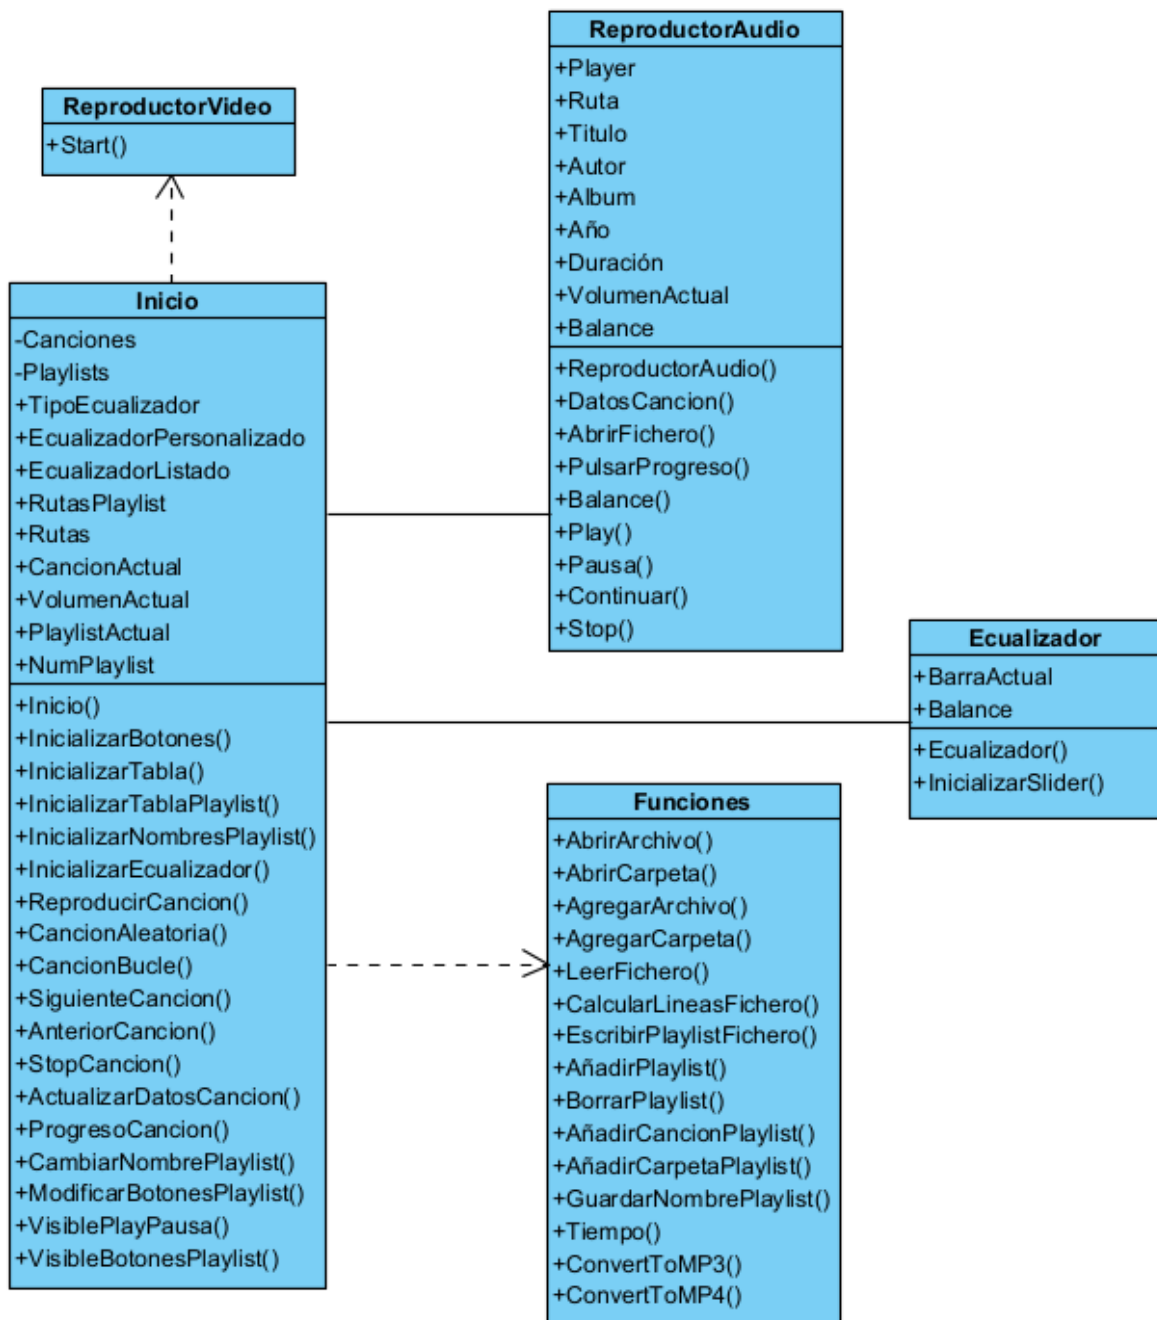 ReproductorVideo
+Start()
Inicio
-Canciones
-Playlists
+TipoEcualizador
+EcualizadorPersonalizado
+EcualizadorListado
+RutasPlaylist
+Rutas
+CancionActual
+VolumenActual
+PlaylistActual
+NumPlaylist
+Inicio()
+InicializarBotones()
+InicializarTabla()
+InicializarTablaPlaylist()
+InicializarNombresPlaylist()
+InicializarEcualizador()
+ReproducirCancion()
+CancionAleatoria()
+CancionBucle()
+SiguienteCancion()
+AnteriorCancion()
+StopCancion()
+ActualizarDatosCancion()
+ProgresoCancion()
+CambiarNombrePlaylist()
+ModificarBotonesPlaylist()
+VisiblePlayPausa()
+VisibleBotonesPlaylist()
ReproductorAudio
+Player
+Ruta
+Titulo
+Autor
+Album
+Año
+Duración
+VolumenActual
+Balance
+ReproductorAudio()
+DatosCancion()
+AbrirFichero()
+PulsarProgreso()
+Balance()
+Play()
+Pausa()
+Continuar()
+Stop()
Ecualizador
+BarraActual
+Balance
+Ecualizador()
+InicializarSlider()
Funciones
+AbrirArchivo()
+AbrirCarpeta()
+AgregarArchivo()
+AgregarCarpeta()
+LeerFichero()
+CalcularLineasFichero()
+EscribirPlaylistFichero()
+AñadirPlaylist()
+BorrarPlaylist()
+AñadirCancionPlaylist()
+AñadirCarpetaPlaylist()
+GuardarNombrePlaylist()
+Tiempo()
+ConvertToMP3()
+ConvertToMP4()